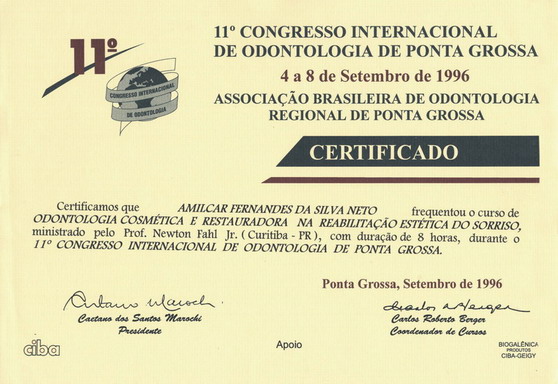 11º CONGRESSO INTERNACIONAL
DE ODONTOLOGIA DE PONTA GROSSA
4 a 8 de Setembro de 1996
ASSOCIAÇÃO BRASILEIRA DE ODONTOLOGIA
REGIONAL DE PONTA GROSSA
11º
CONGRESSO INTERNACIONAL
DE ODONTOLOGIA
CERTIFICADO
Certificamos que AMILCAR FERNANDES DA SILVA NETO frequentou o curso de
ODONTOLOGIA COSMÉTICA E RESTAURADORA NA REABILITAÇÃO ESTÉTICA DO SORRISO,
ministrado pelo Prof. Newton Fahl Jr. (Curitiba - PR), com duração de 8 horas, durante o
11º CONGRESSO INTERNACIONAL DE ODONTOLOGIA DE PONTA GROSSA.
Ponta Grossa, Setembro de 1996
Caetano dos Santos Marochi
Presidente
Carlos Roberto Berger
Coordenador de Cursos
ciba
Apoio
BIOGALÊNICA
PRODUTOS
CIBA-GEIGY